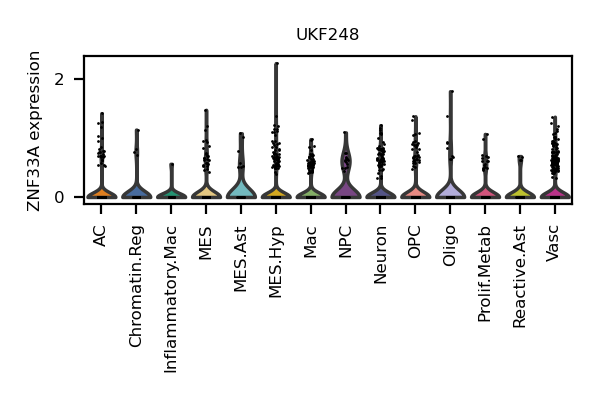 UKF248
ZNF33A expression
2
0
AC
Chromatin.Reg
Inflammatory.Mac
MES
MES.Ast
MES.Hyp
Mac
NPC
Neuron
OPC
Oligo
Prolif.Metab
Reactive.Ast
Vasc